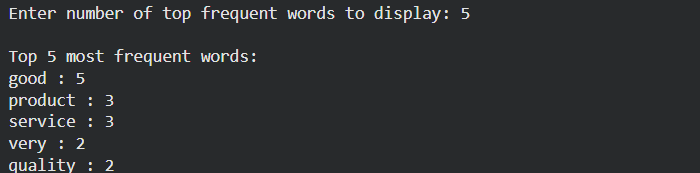 Enter number of top frequent words to display: 5
Top 5 most frequent words:
good : 5
product : 3
service : 3
very : 2
quality : 2